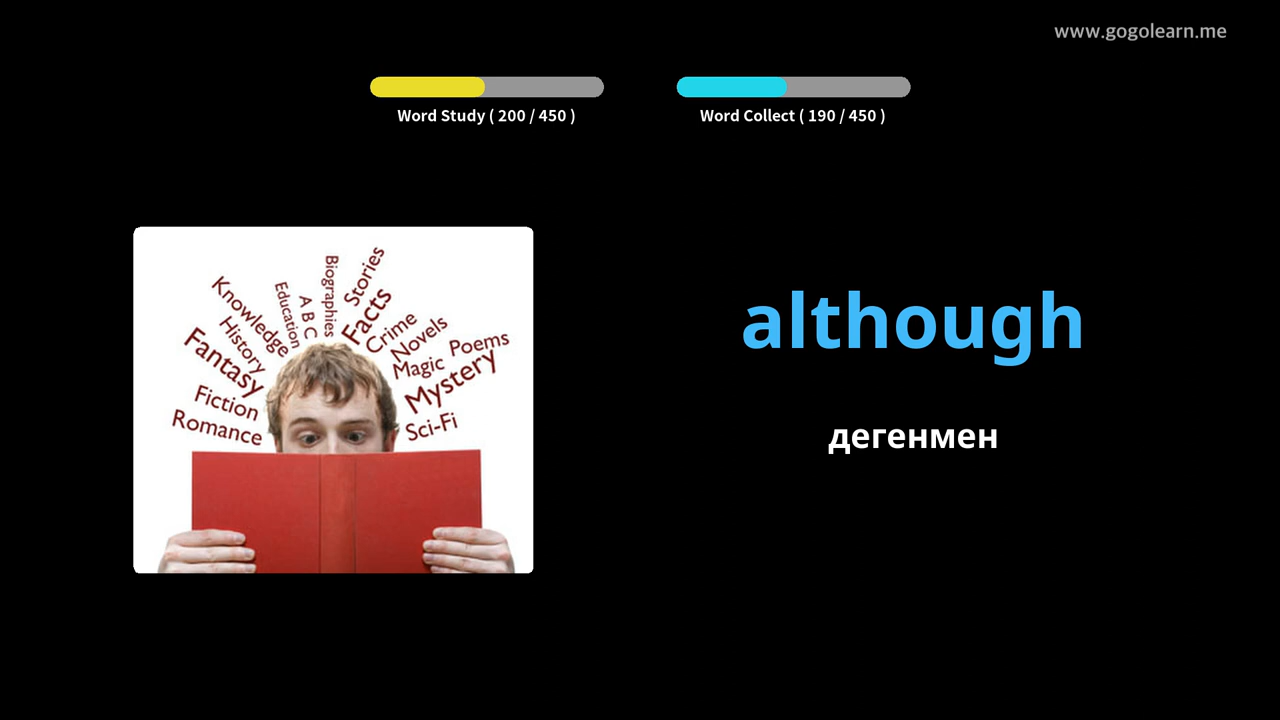 www.gogolearn.me
Word Study ( 200 / 450 )
Word Collect ( 190 / 450 )
Biographies
Stories
Education
A B C
Facts
Knowledge
Crime
History
Novels
Fantasy
Magic
Poems
Mystery
Fiction
Romance
Sci-Fi
although
дегенмен